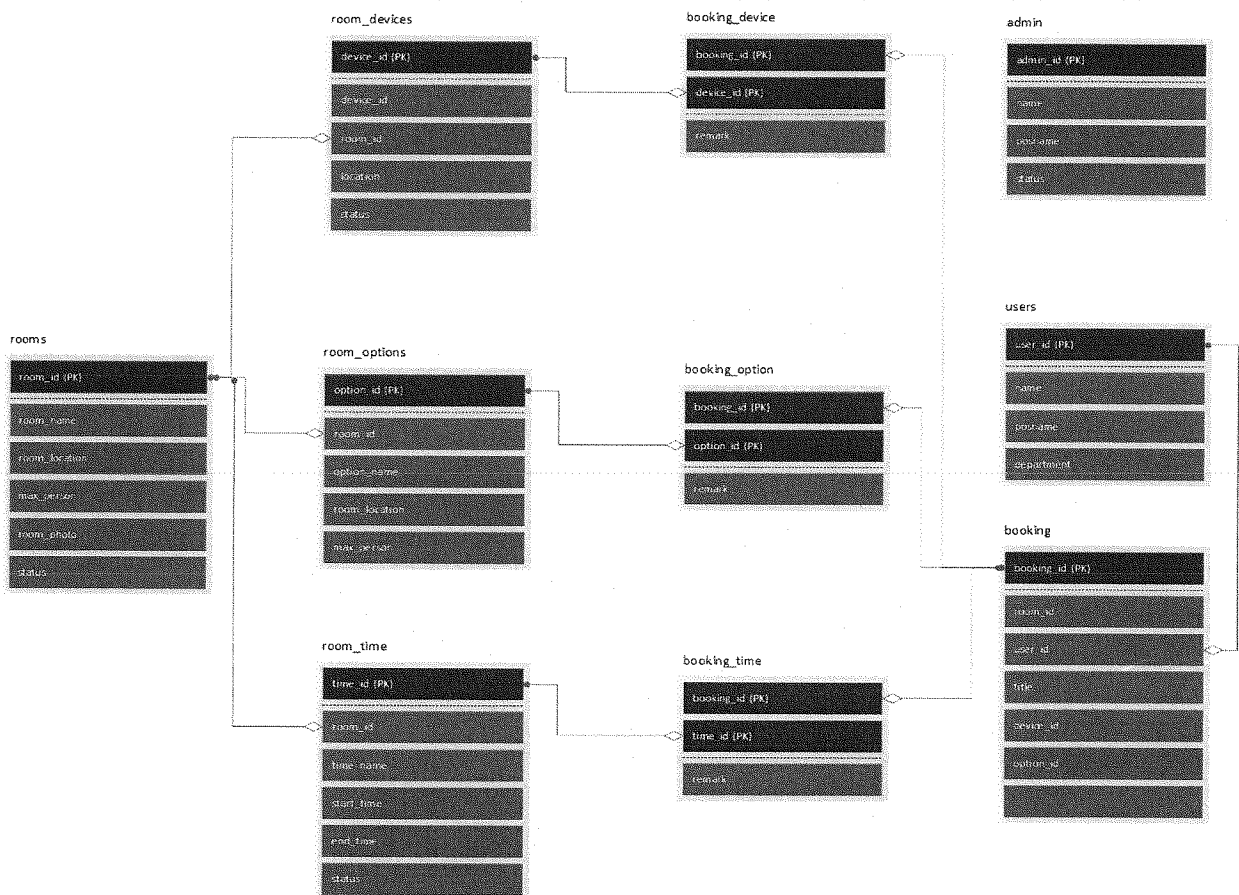 room_devices
device_id (PK)
device_id
room_id
location
status
booking_device
booking_id (PK)
device_id (PK)
remark
admin
admin_id (PK)
name
posname
status
rooms
room_id (PK)
room_name
room_location
max_person
room_photo
status
room_options
option_id (PK)
room_id
option_name
room_location
max_person
booking_option
booking_id (PK)
option_id (PK)
remark
users
user_id (PK)
name
posname
department
room_time
time_id (PK)
room_id
time_name
start_time
end_time
status
booking_time
booking_id (PK)
time_id (PK)
remark
booking
booking_id (PK)
room_id
user_id
title
device_id
option_id